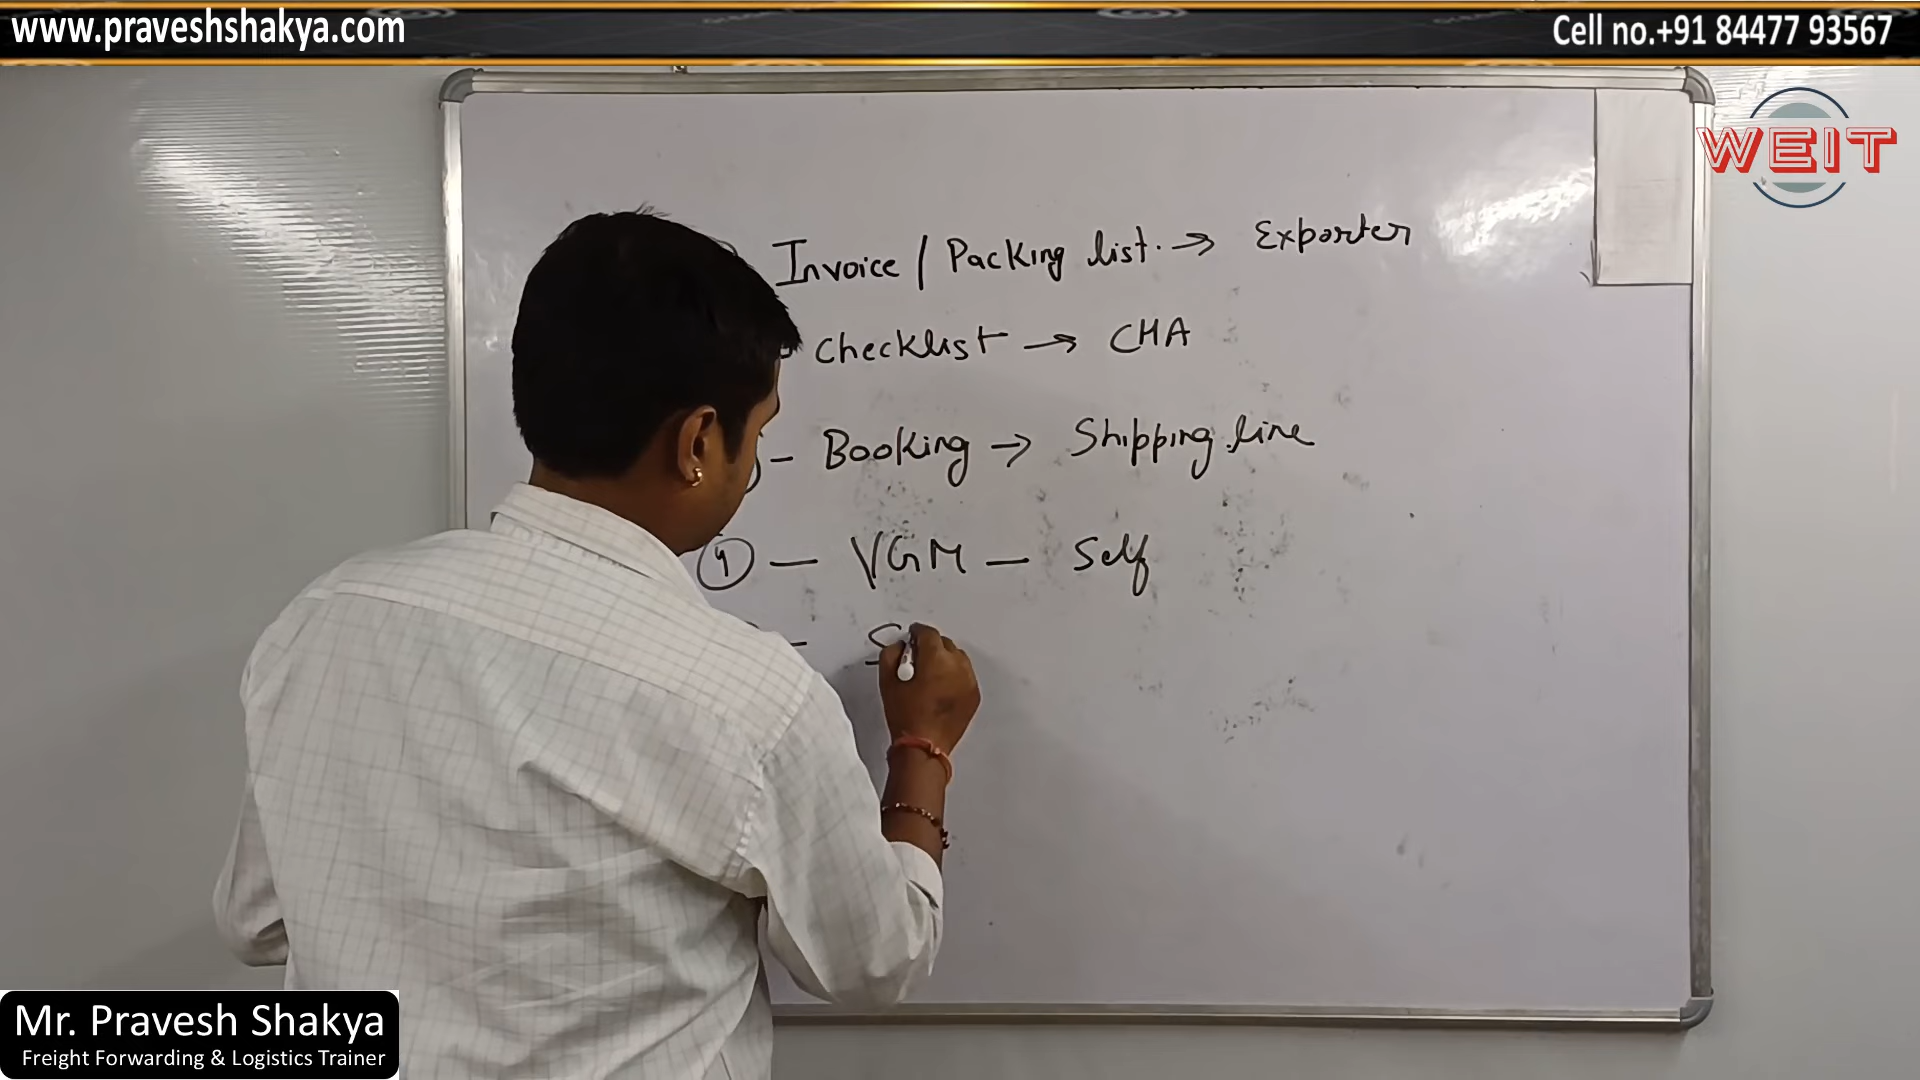 www.praveshshakya.com
Cell no.+91 84477 93567
WEIT
Invoice / Packing list. → Exporter
Checklist → CHA
– Booking → Shipping line
④ — VGM — Self
– S
Mr. Pravesh Shakya
Freight Forwarding & Logistics Trainer